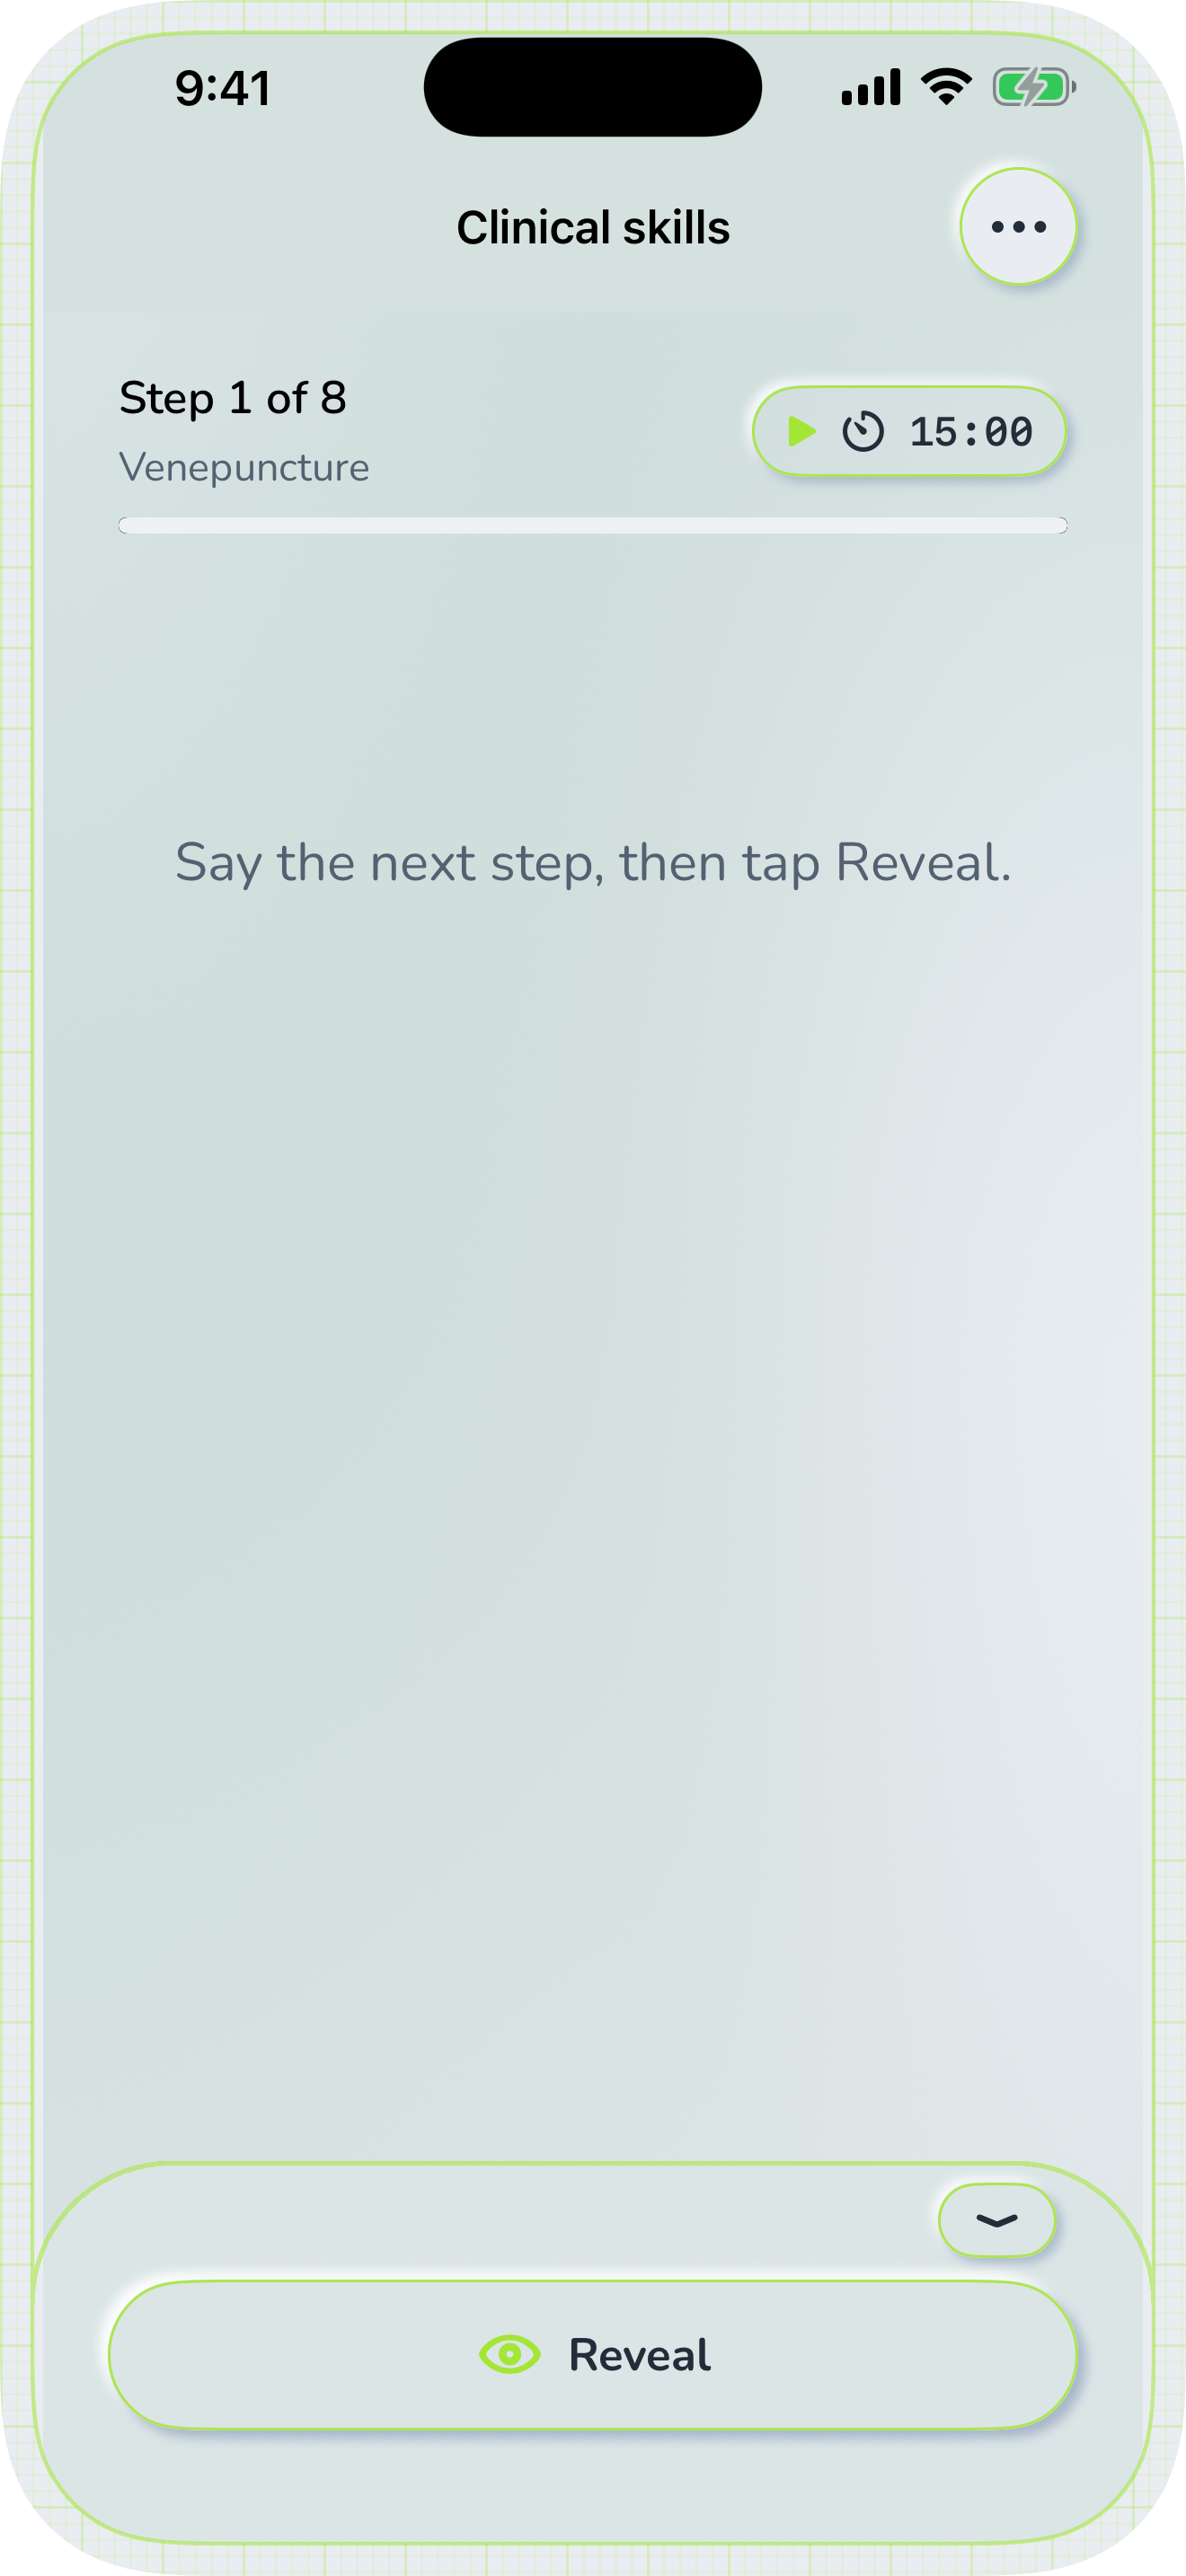 9:41
Clinical skills
Step 1 of 8
Venepuncture
15:00
Say the next step, then tap Reveal.
Reveal